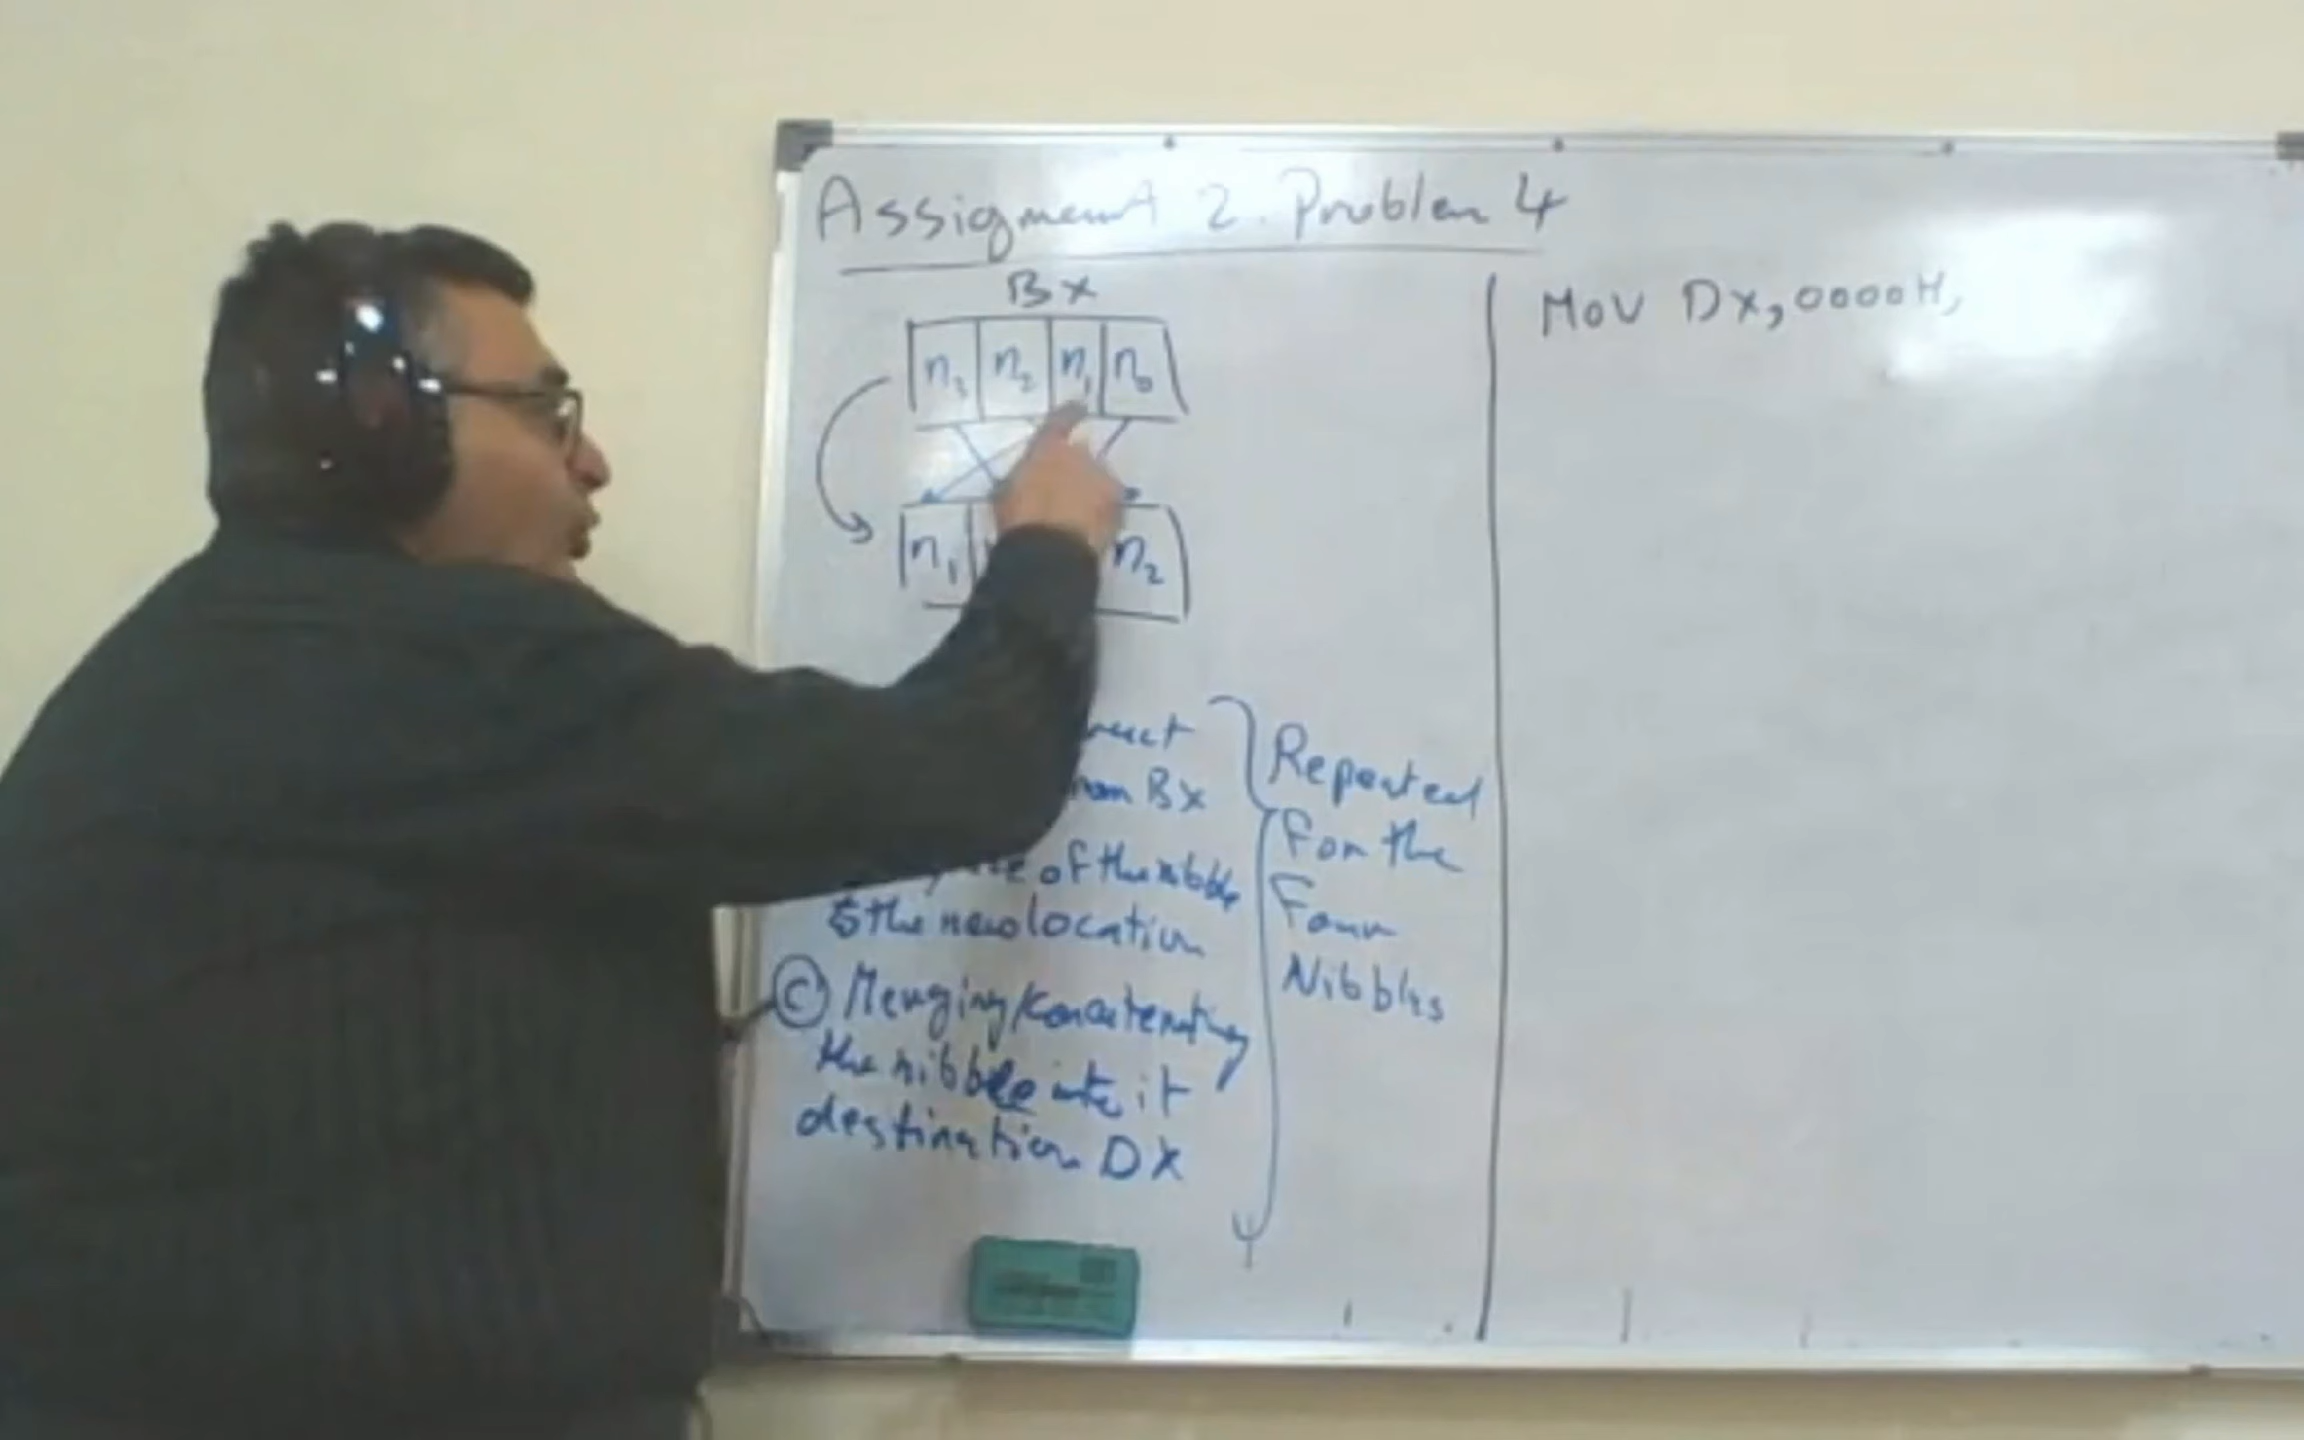 Assigment 2. Problem 4
Bx
n3 n2 n1 n0
n1 n2
Bx
of the nibble
the new location
C Merging/concatenating
the nibble into it
destination DX
Repeated
For the
Four
Nibbles
MOV Dx,0000H,